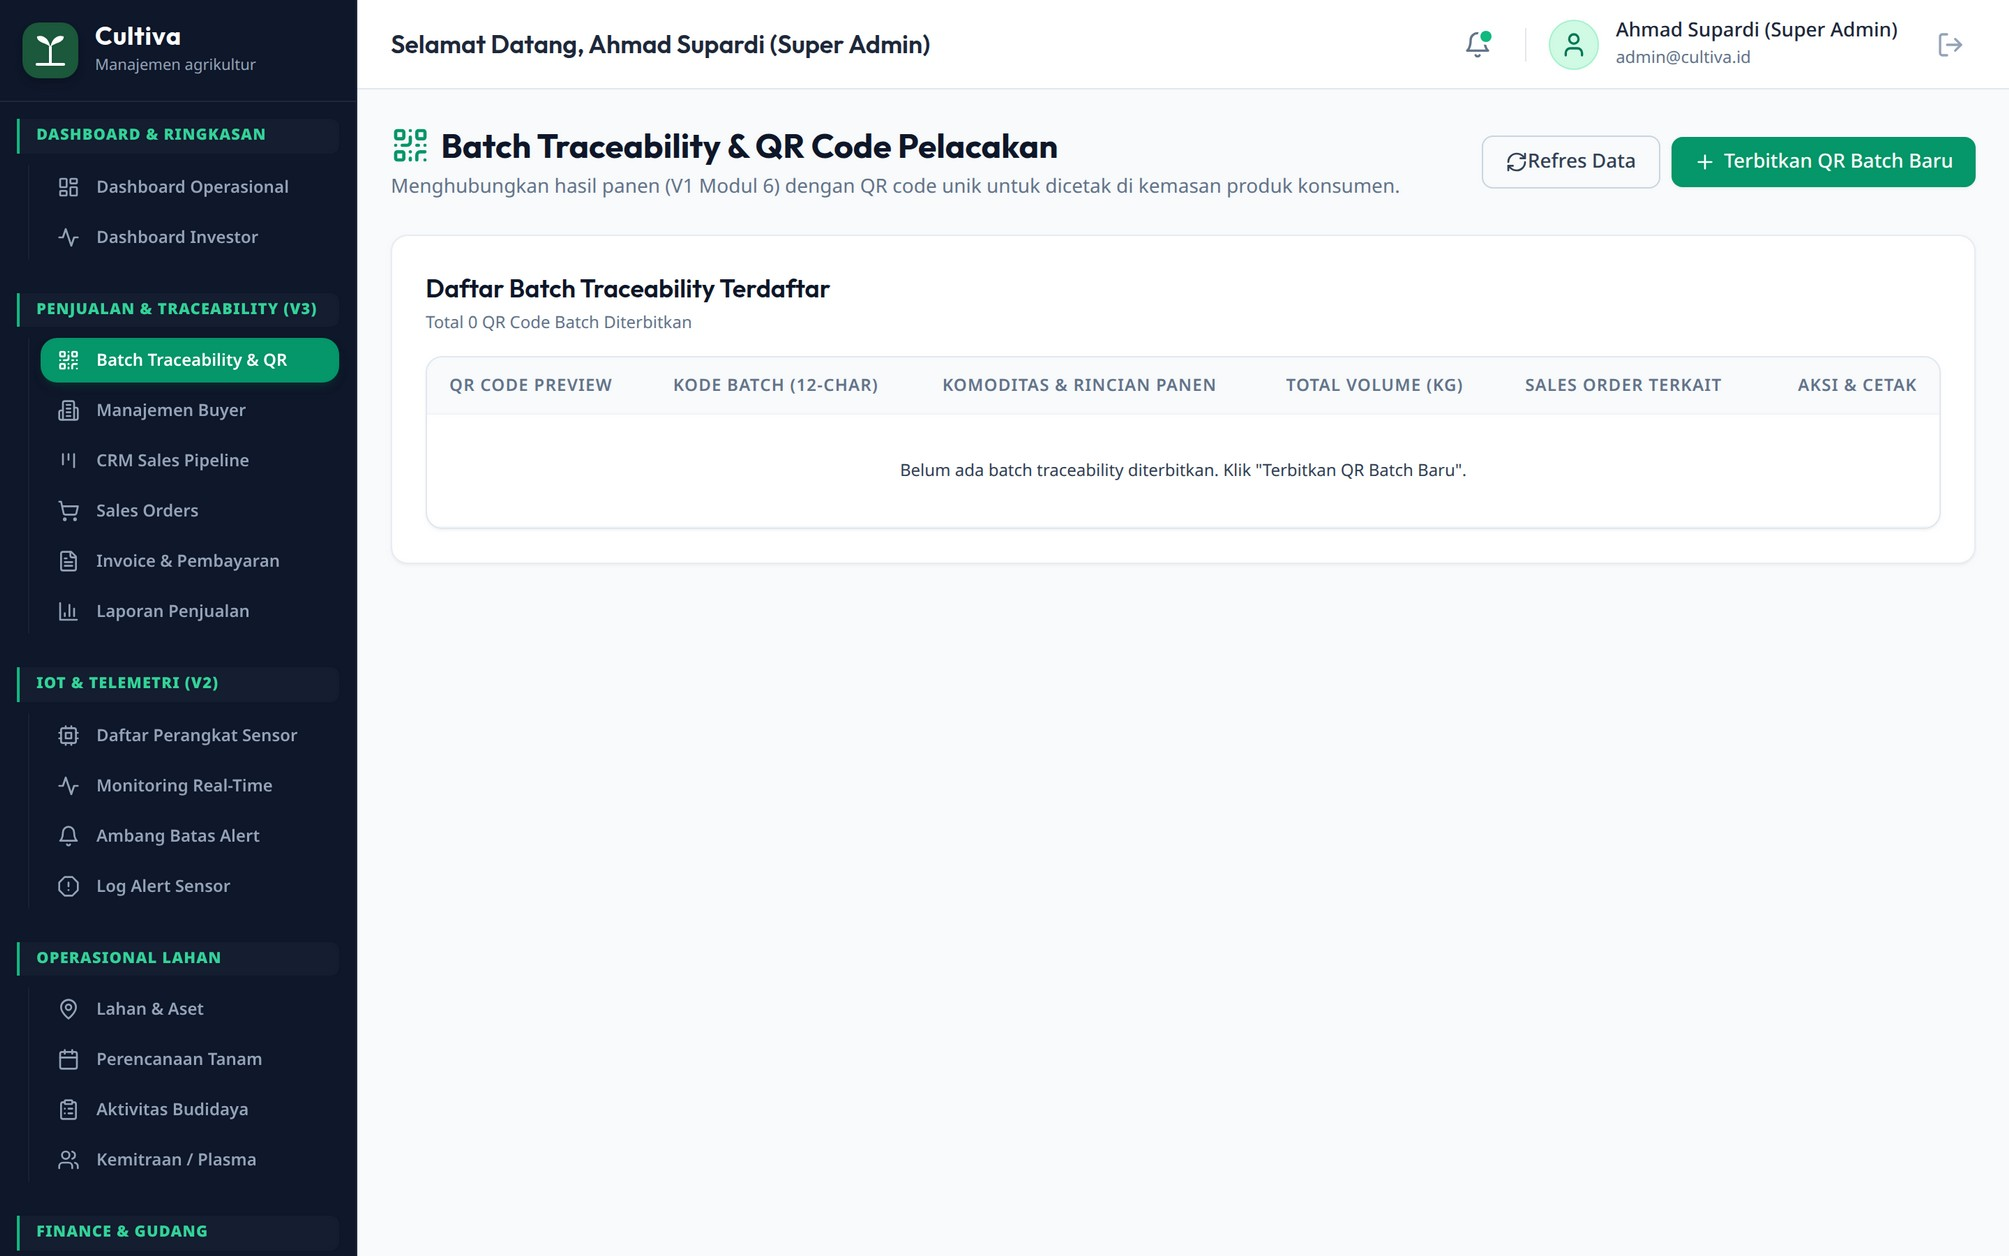 Cultiva
Manajemen agrikultur
DASHBOARD & RINGKASAN
Dashboard Operasional
Dashboard Investor
PENJUALAN & TRACEABILITY (V3)
Batch Traceability & QR
Manajemen Buyer
CRM Sales Pipeline
Sales Orders
Invoice & Pembayaran
Laporan Penjualan
IOT & TELEMETRI (V2)
Daftar Perangkat Sensor
Monitoring Real-Time
Ambang Batas Alert
Log Alert Sensor
OPERASIONAL LAHAN
Lahan & Aset
Perencanaan Tanam
Aktivitas Budidaya
Kemitraan / Plasma
FINANCE & GUDANG
Selamat Datang, Ahmad Supardi (Super Admin)
Ahmad Supardi (Super Admin)
admin@cultiva.id
Batch Traceability & QR Code Pelacakan
Menghubungkan hasil panen (V1 Modul 6) dengan QR code unik untuk dicetak di kemasan produk konsumen.
Refres Data
Terbitkan QR Batch Baru
Daftar Batch Traceability Terdaftar
Total 0 QR Code Batch Diterbitkan
QR CODE PREVIEW KODE BATCH (12-CHAR) KOMODITAS & RINCIAN PANEN TOTAL VOLUME (KG) SALES ORDER TERKAIT AKSI & CETAK
Belum ada batch traceability diterbitkan. Klik "Terbitkan QR Batch Baru".